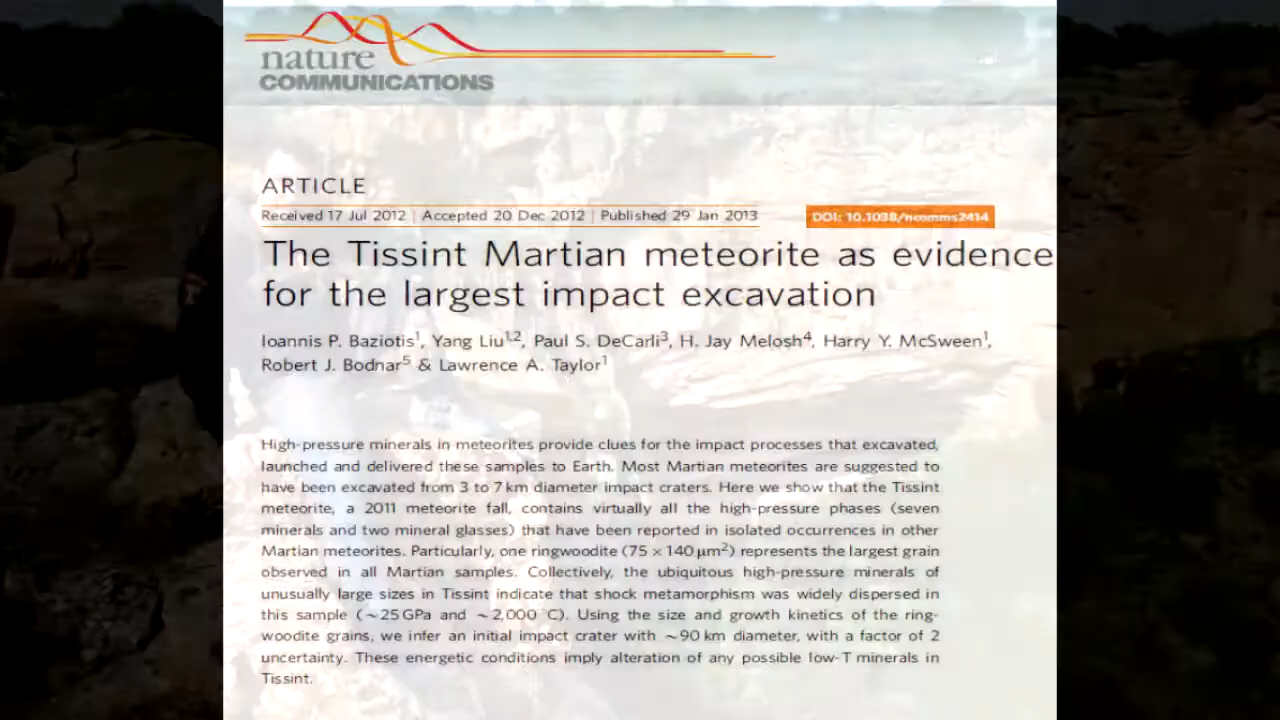 nature
COMMUNICATIONS
ARTICLE
Received 17 Jul 2012 | Accepted 20 Dec 2012 | Published 29 Jan 2013
DOI: 10.1038/ncomms2414
The Tissint Martian meteorite as evidence
for the largest impact excavation
Ioannis P. Baziotis¹, Yang Liu¹,², Paul S. DeCarli³, H. Jay Melosh⁴, Harry Y. McSween¹,
Robert J. Bodnar⁵ & Lawrence A. Taylor¹
High-pressure minerals in meteorites provide clues for the impact processes that excavated,
launched and delivered these samples to Earth. Most Martian meteorites are suggested to
have been excavated from 3 to 7 km diameter impact craters. Here we show that the Tissint
meteorite, a 2011 meteorite fall, contains virtually all the high-pressure phases (seven
minerals and two mineral glasses) that have been reported in isolated occurrences in other
Martian meteorites. Particularly, one ringwoodite (75 × 140 μm²) represents the largest grain
observed in all Martian samples. Collectively, the ubiquitous high-pressure minerals of
unusually large sizes in Tissint indicate that shock metamorphism was widely dispersed in
this sample (~25 GPa and ~2,000 °C). Using the size and growth kinetics of the ring-
woodite grains, we infer an initial impact crater with ~90 km diameter, with a factor of 2
uncertainty. These energetic conditions imply alteration of any possible low-T minerals in
Tissint.